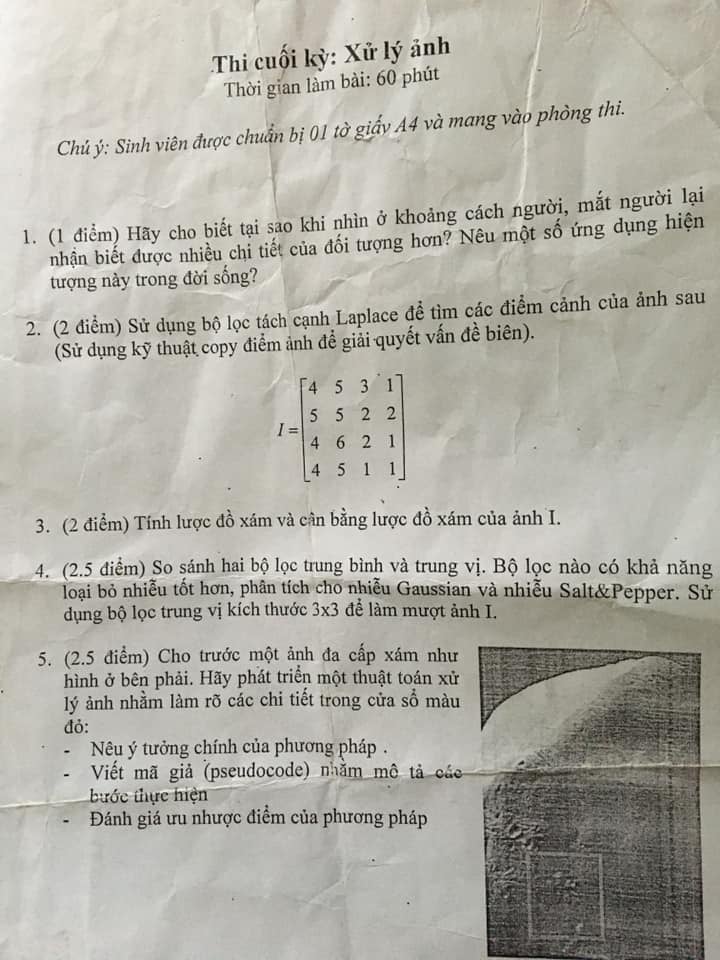 Thi cuối kỳ: Xử lý ảnh
Thời gian làm bài: 60 phút
Chú ý: Sinh viên được chuẩn bị 01 tờ giấy A4 và mang vào phòng thi.
1. (1 điểm) Hãy cho biết tại sao khi nhìn ở khoảng cách người, mắt người lại
nhận biết được nhiều chi tiết của đối tượng hơn? Nêu một số ứng dụng hiện
tượng này trong đời sống?
2. (2 điểm) Sử dụng bộ lọc tách cạnh Laplace để tìm các điểm cảnh của ảnh sau
(Sử dụng kỹ thuật copy điểm ảnh để giải quyết vấn đề biên).
4 5 3 1
5 5 2 2
I = 4 6 2 1
4 5 1 1
3. (2 điểm) Tính lược đồ xám và cân bằng lược đồ xám của ảnh I.
4. (2.5 điểm) So sánh hai bộ lọc trung bình và trung vị. Bộ lọc nào có khả năng
loại bỏ nhiễu tốt hơn, phân tích cho nhiễu Gaussian và nhiễu Salt&Pepper. Sử
dụng bộ lọc trung vị kích thước 3x3 để làm mượt ảnh I.
5. (2.5 điểm) Cho trước một ảnh đa cấp xám như
hình ở bên phải. Hãy phát triển một thuật toán xử
lý ảnh nhằm làm rõ các chi tiết trong cửa sổ màu
đỏ:
- Nêu ý tưởng chính của phương pháp .
- Viết mã giả (pseudocode) nhằm mô tả các
bước thực hiện
- Đánh giá ưu nhược điểm của phương pháp